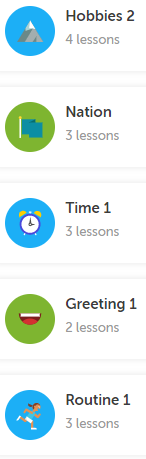 Hobbies 2
4 lessons
Nation
3 lessons
Time 1
3 lessons
Greeting 1
2 lessons
Routine 1
3 lessons